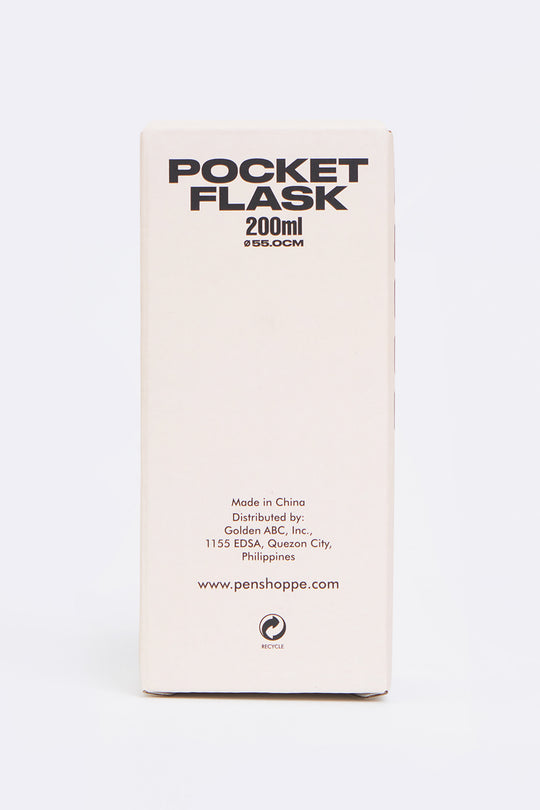 POCKET
FLASK
200ml
ø55.0CM
Made in China
Distributed by:
Golden ABC, Inc.,
1155 EDSA, Quezon City,
Philippines
www.penshoppe.com
RECYCLE